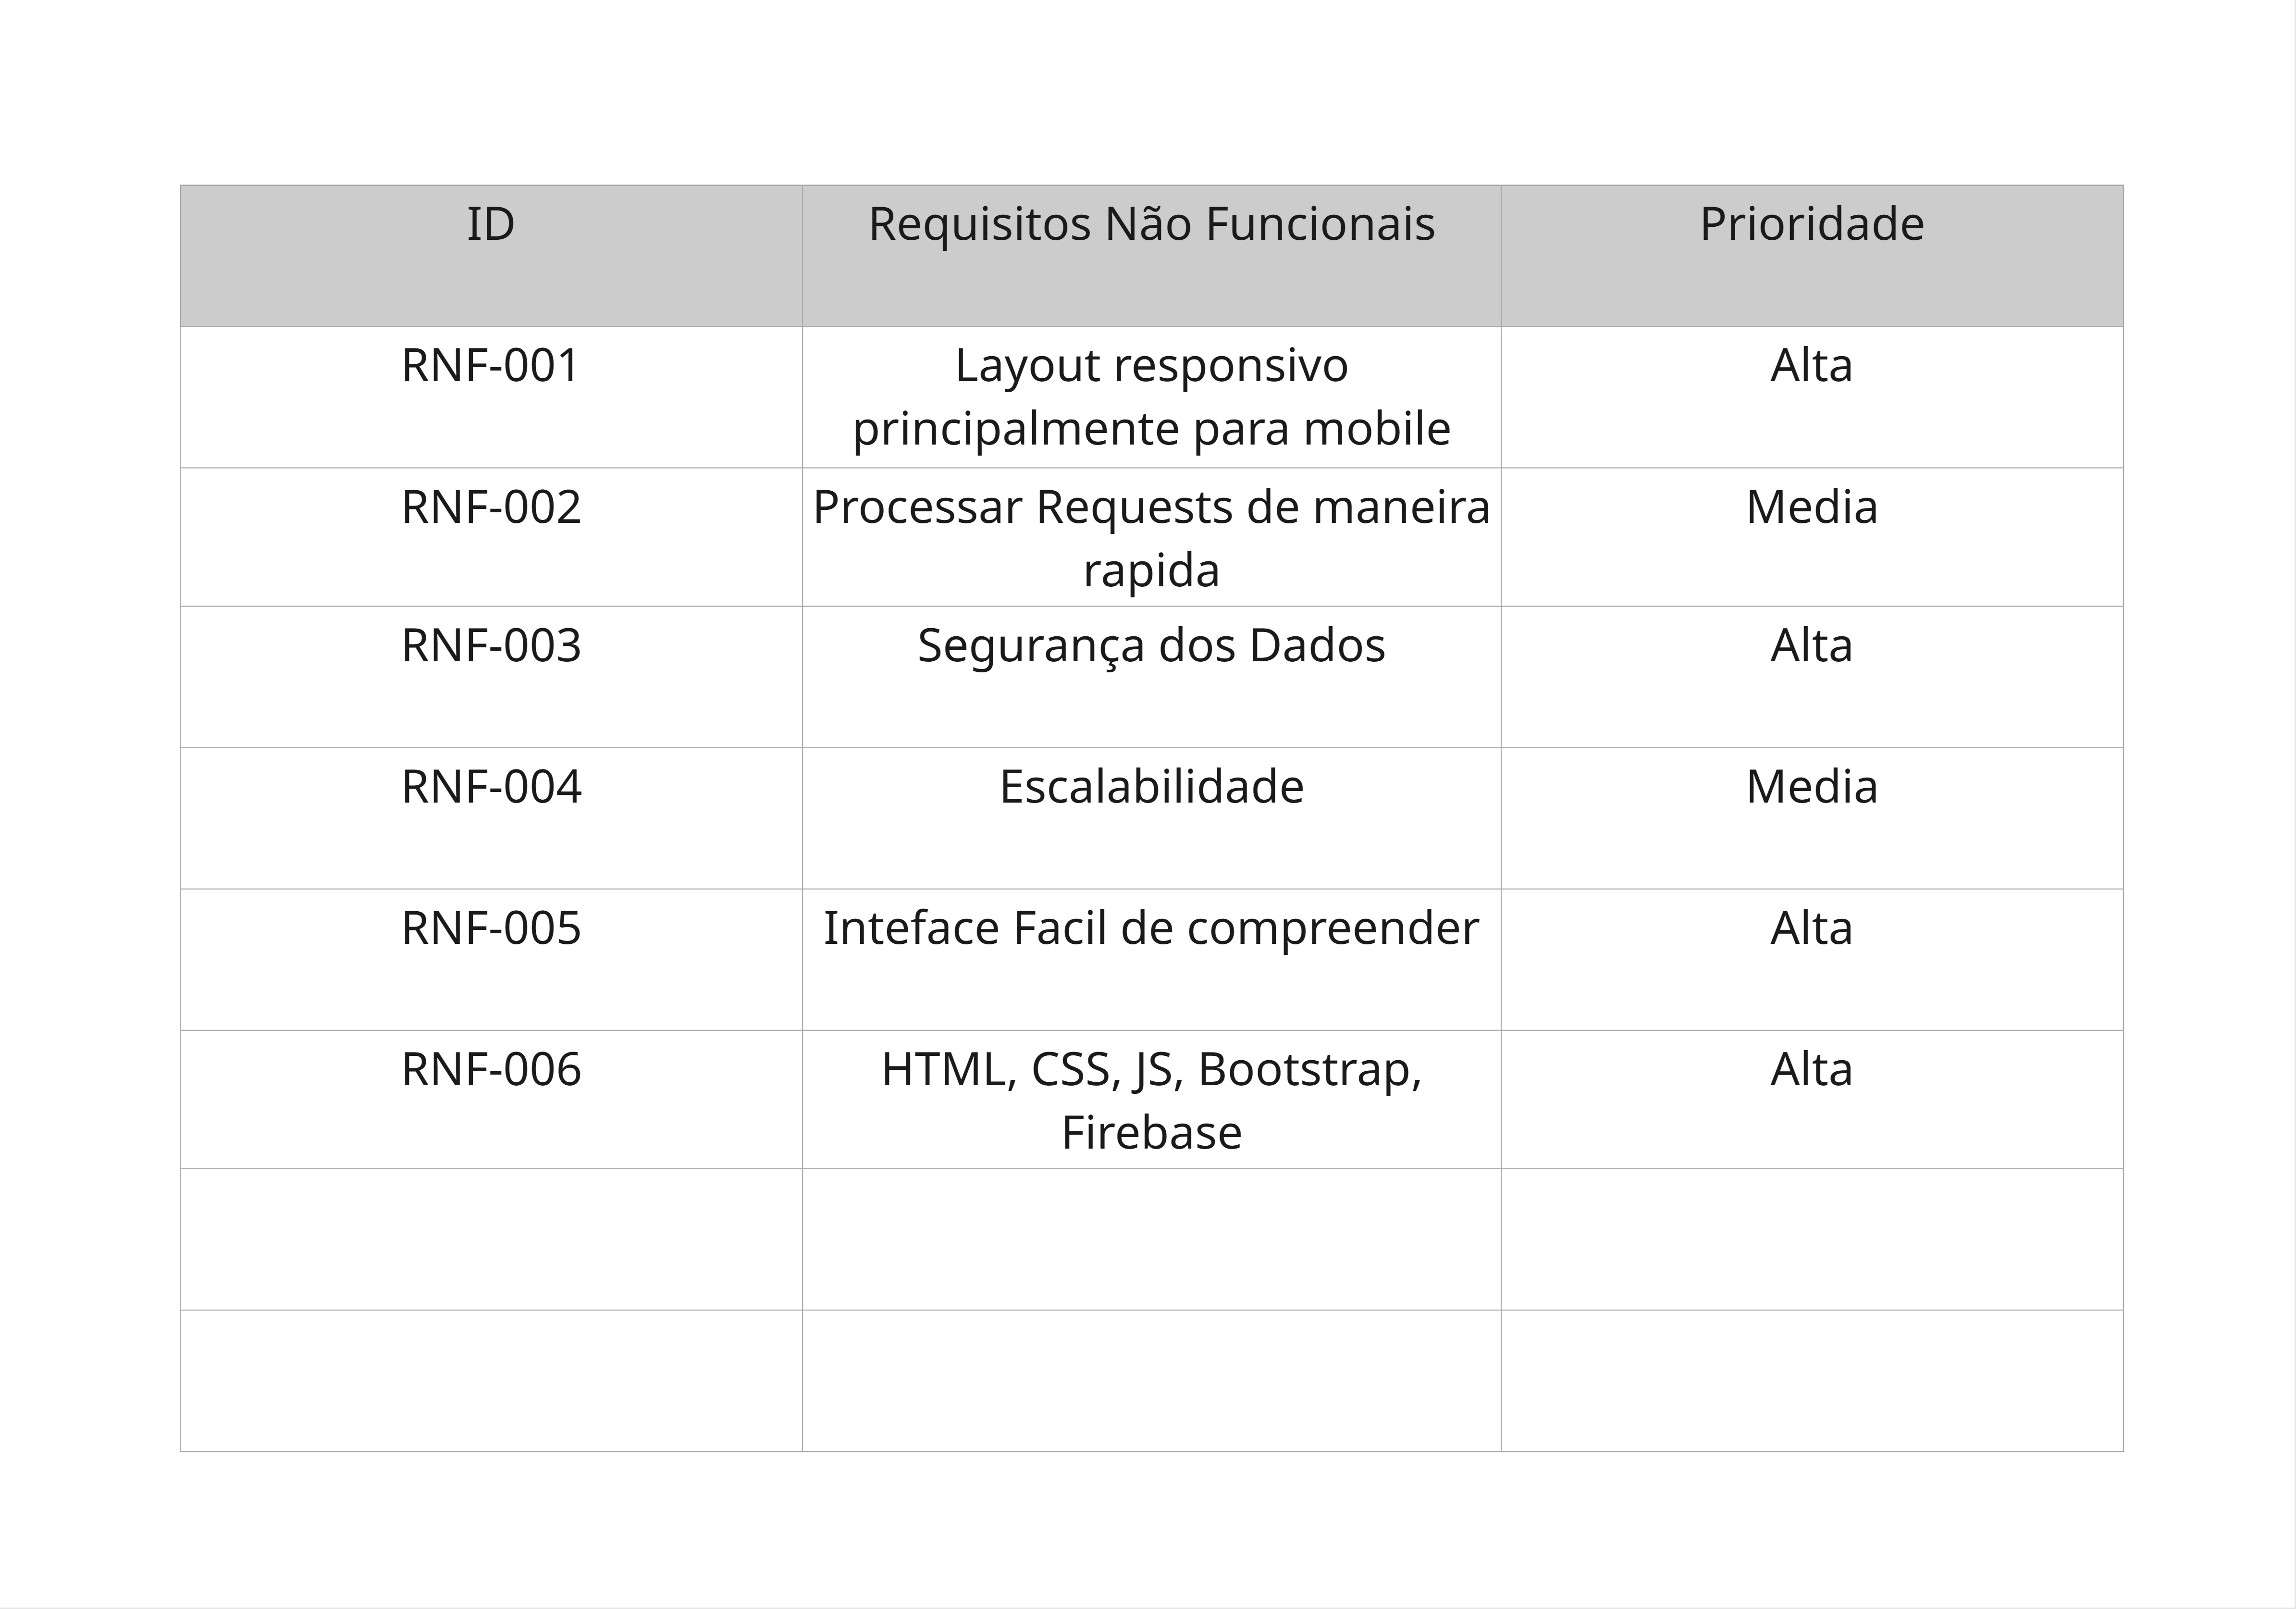 ID Requisitos Não Funcionais Prioridade
RNF-001 Layout responsivo Alta
principalmente para mobile
RNF-002 Processar Requests de maneira Media
rapida
RNF-003 Segurança dos Dados Alta
RNF-004 Escalabilidade Media
RNF-005 Inteface Facil de compreender Alta
RNF-006 HTML, CSS, JS, Bootstrap, Alta
Firebase